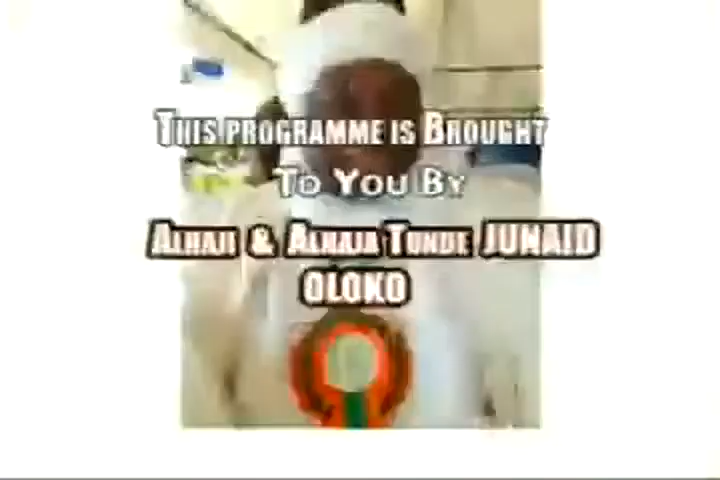 THIS PROGRAMME IS BROUGHT
TO YOU BY
ALHAJI & ALHAJA TUNDE JUNAID
OLOKO